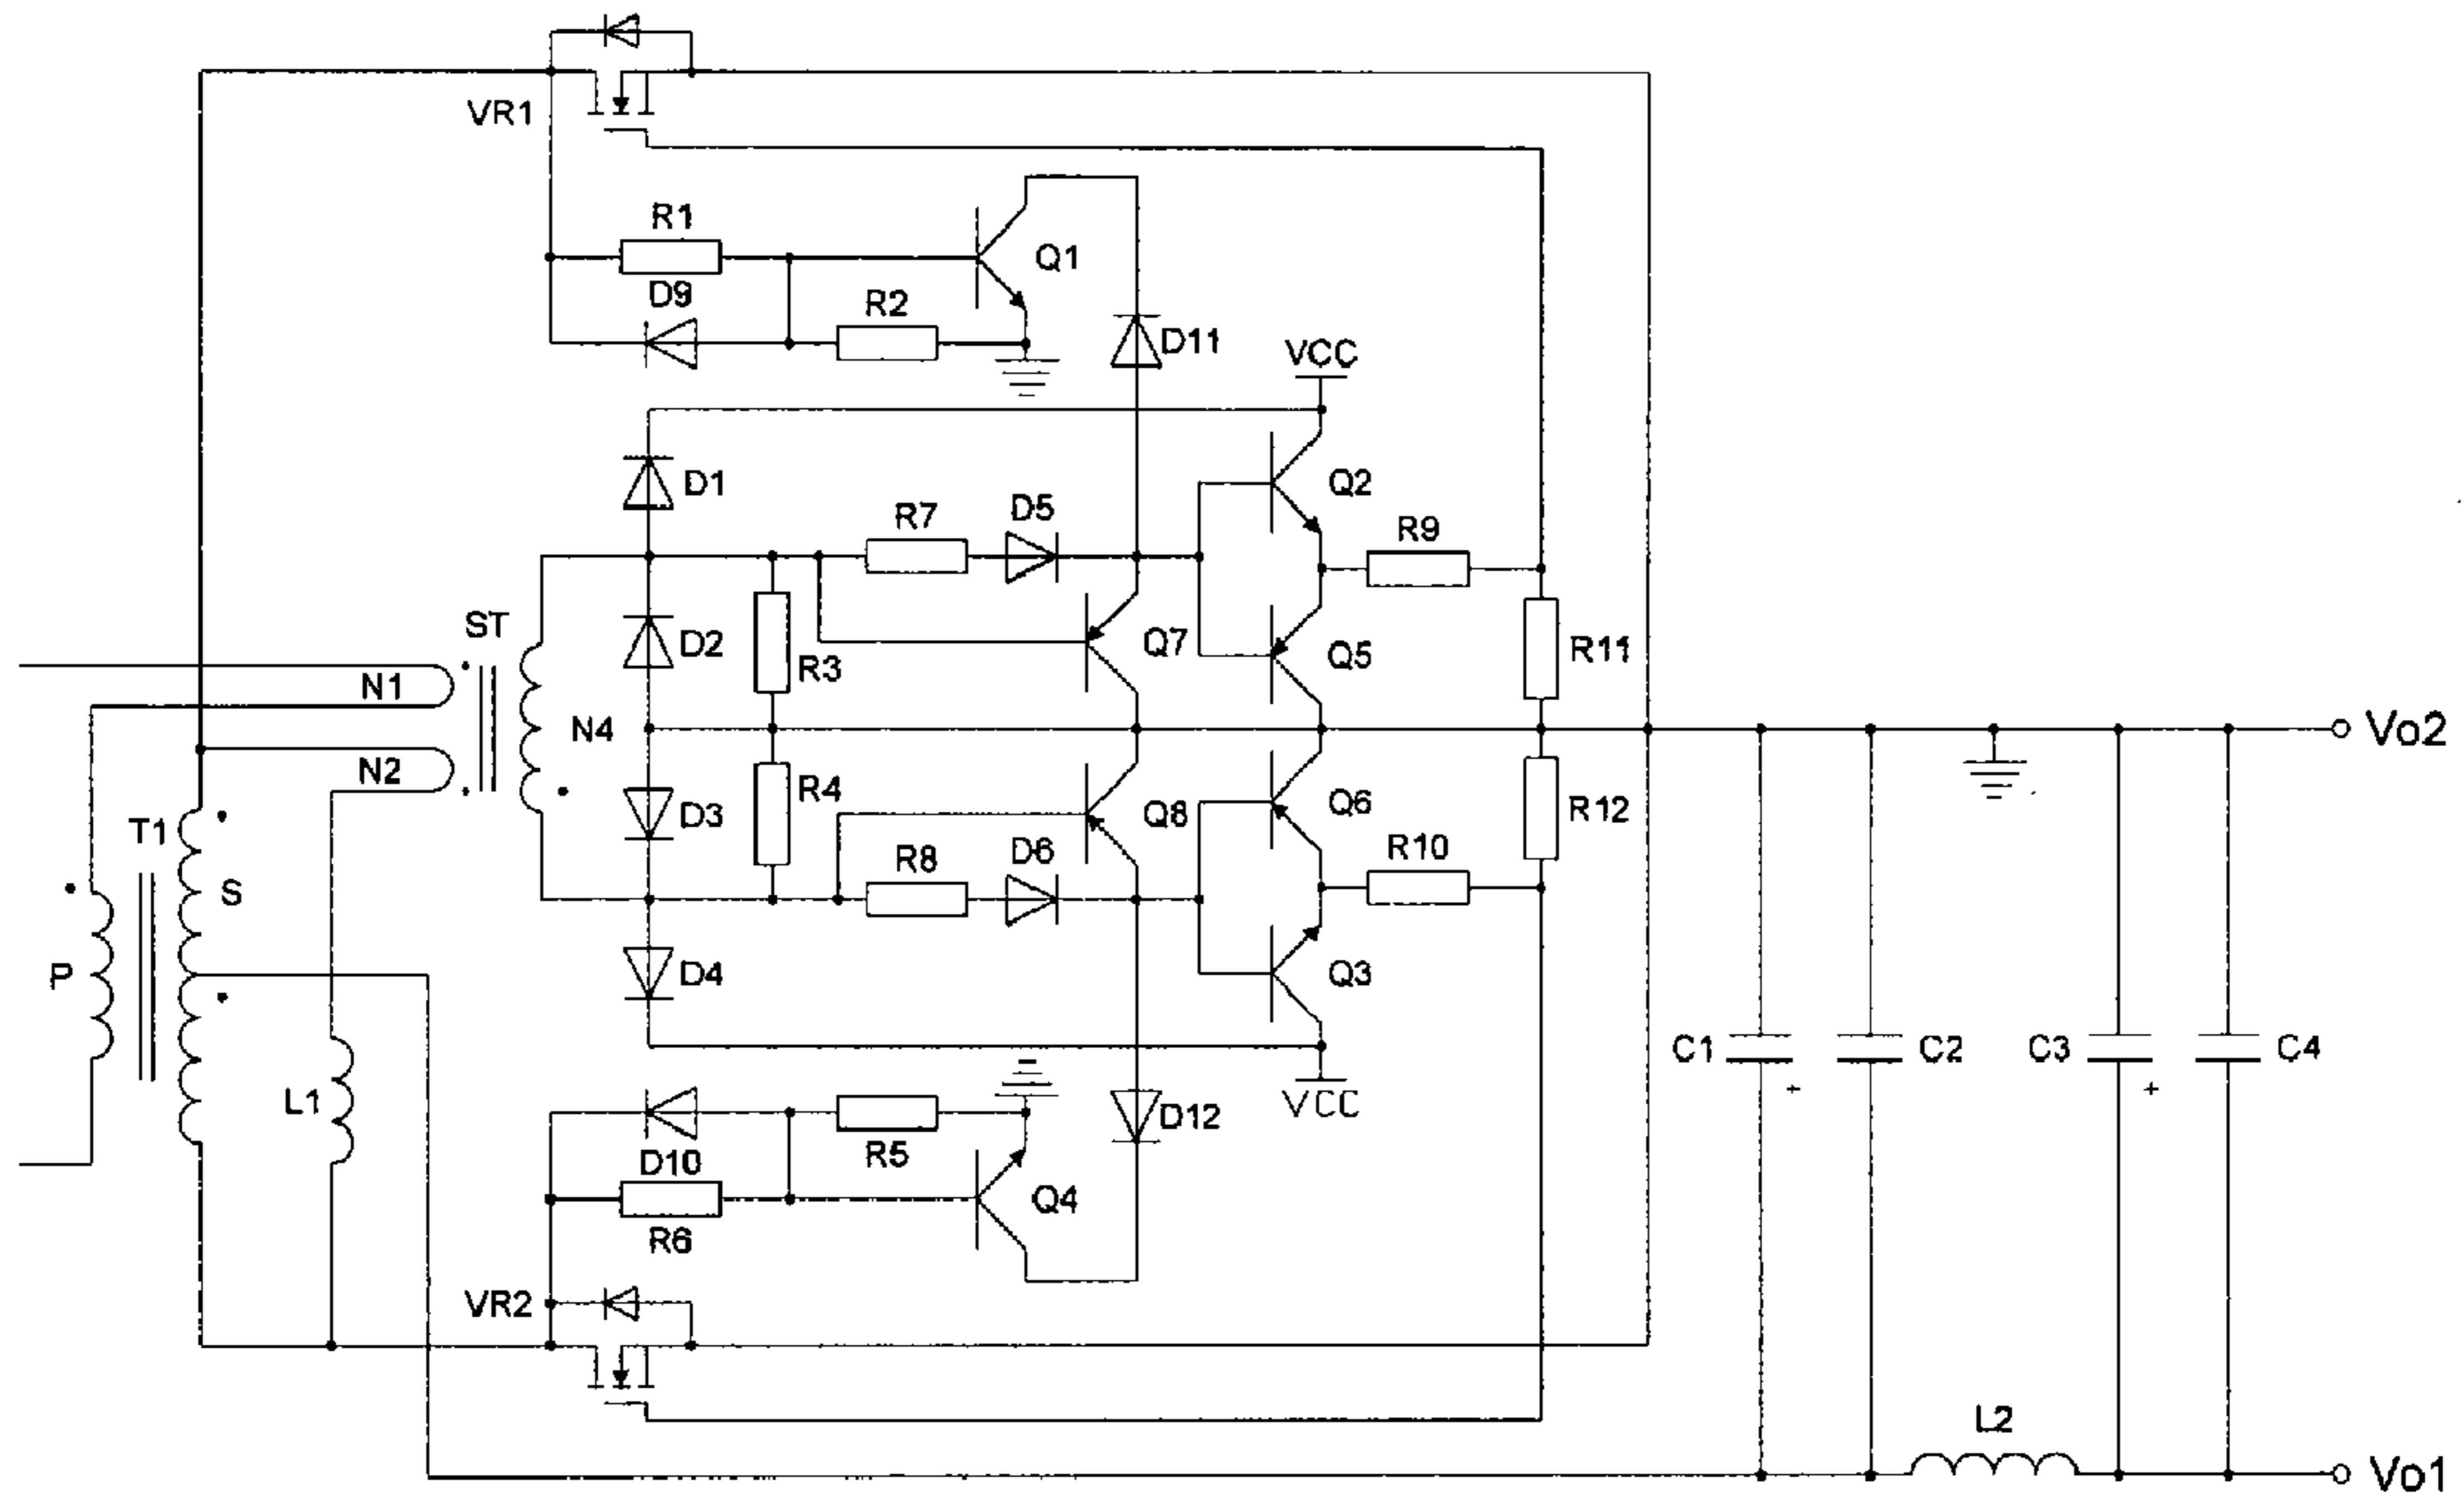 VR1
R1
Q1
D9
R2
D11
VCC
D1
Q2
R7
D5
R9
ST
D2
R3
Q7
Q5
R11
N1
N4
Vo2
N2
R4
D3
Q8
Q6
R12
T1
S
R8
D6
R10
P
D4
Q3
C1
C2
C3
C4
+
+
L1
VCC
D12
D10
R5
Q4
R6
VR2
L2
Vo1